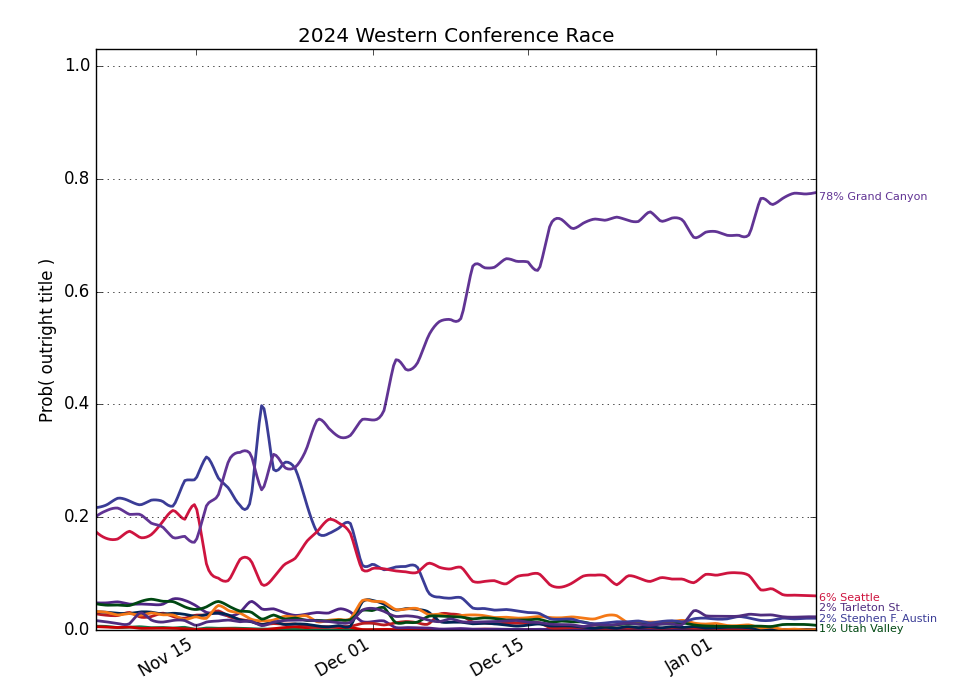 2024 Western Conference Race
Prob( outright title )
1.0
0.8
0.6
0.4
0.2
0.0
Nov 15
Dec 01
Dec 15
Jan 01
78% Grand Canyon
6% Seattle
2% Tarleton St.
2% Stephen F. Austin
1% Utah Valley